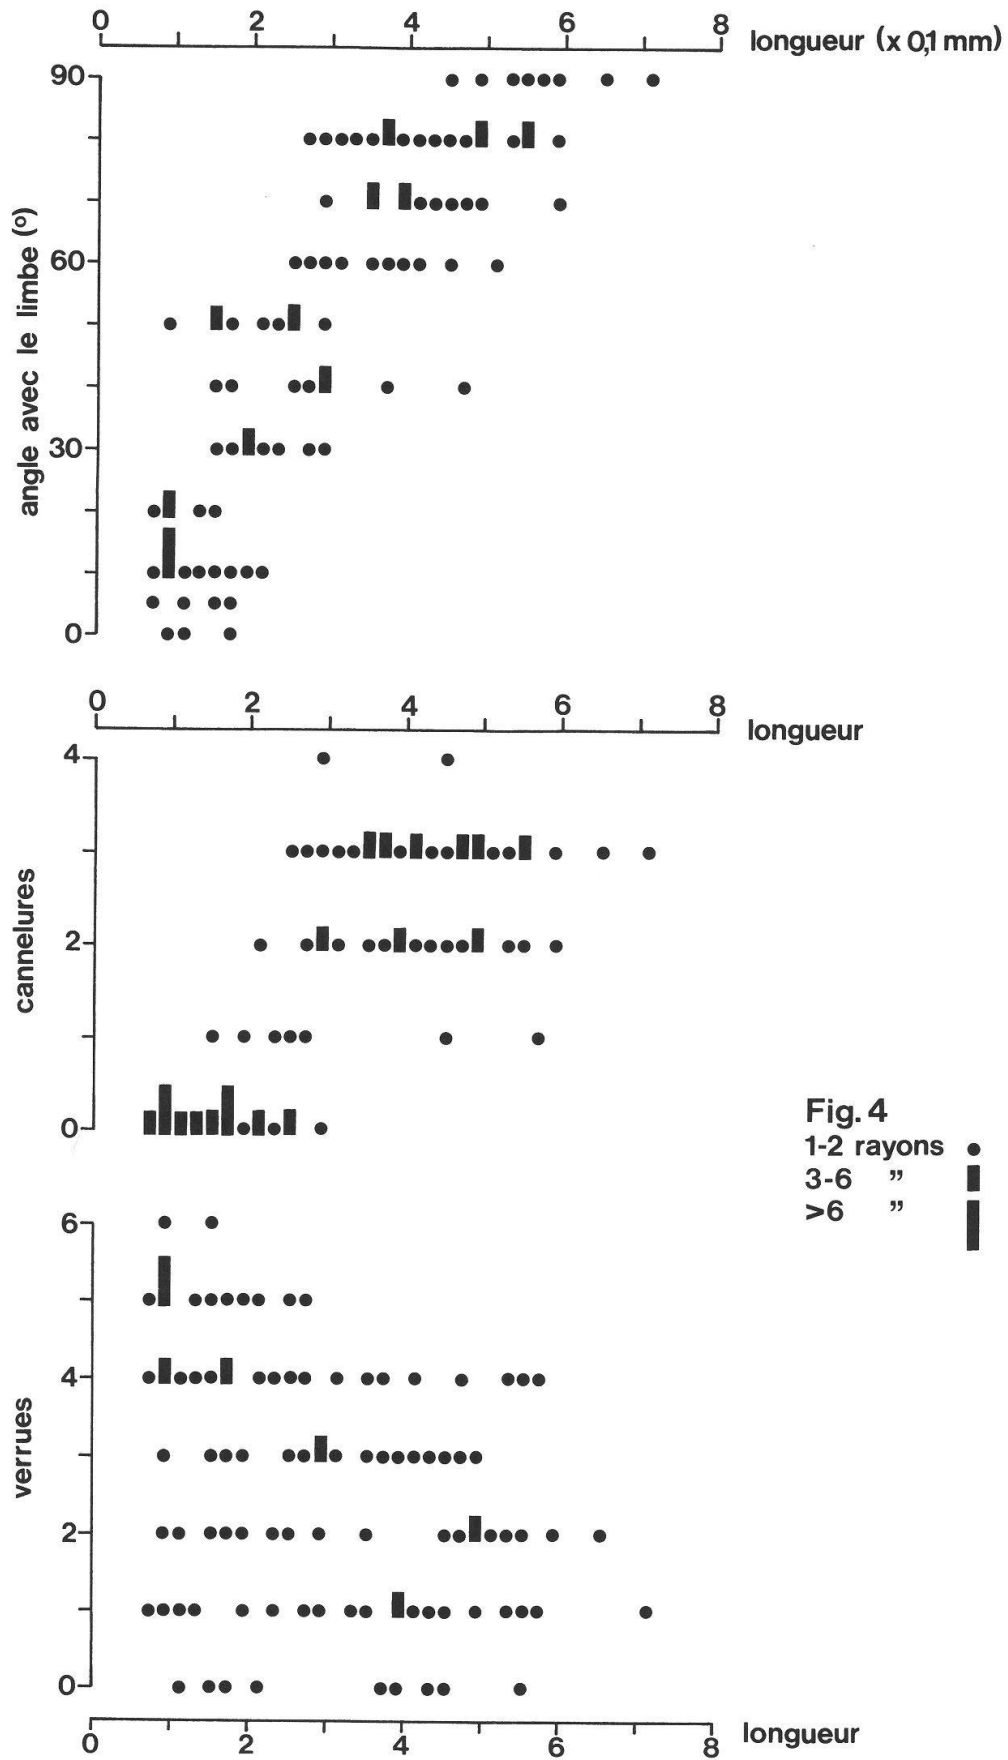 0 2 4 6 8 longueur (x 0,1 mm)
90
60
30
0
angle avec le limbe (°)
0 2 4 6 8 longueur
4
2
0
cannelures
Fig. 4
1-2 rayons
3-6 ”
>6 ”
6
4
2
0
verrues
0 2 4 6 8 longueur